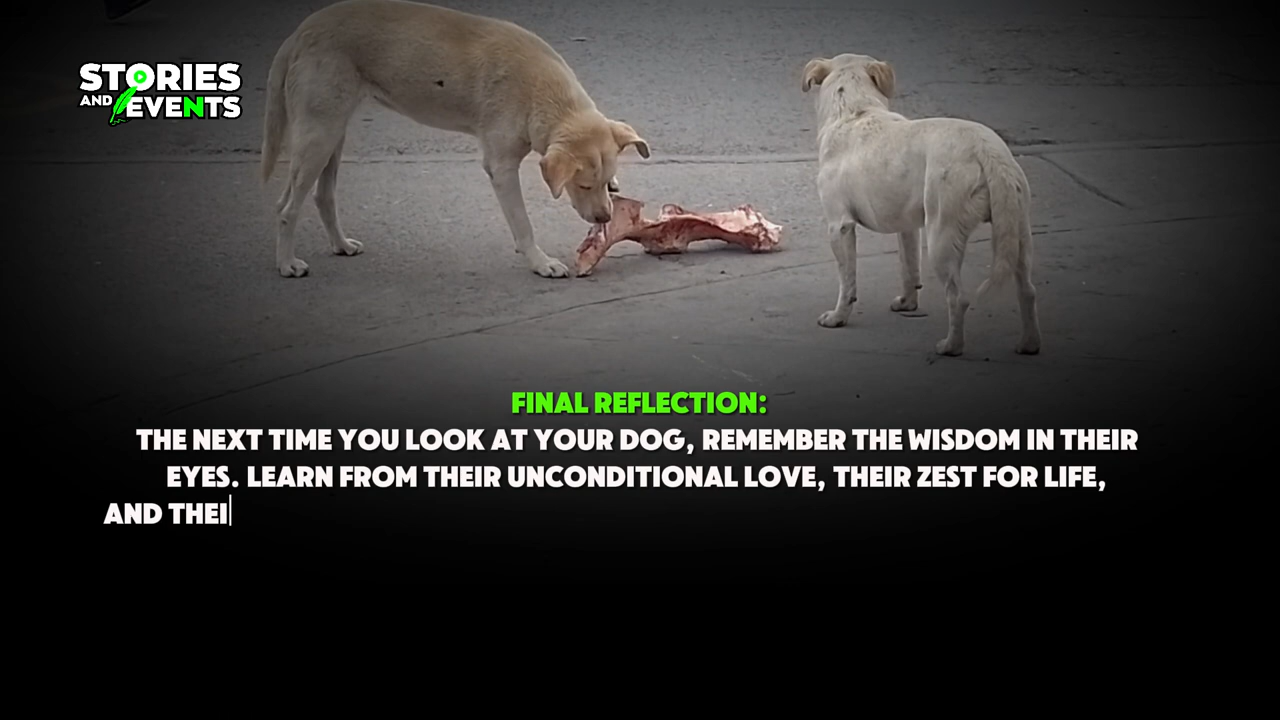 STORIES
AND EVENTS
FINAL REFLECTION:
THE NEXT TIME YOU LOOK AT YOUR DOG, REMEMBER THE WISDOM IN THEIR
EYES. LEARN FROM THEIR UNCONDITIONAL LOVE, THEIR ZEST FOR LIFE,
AND THEI